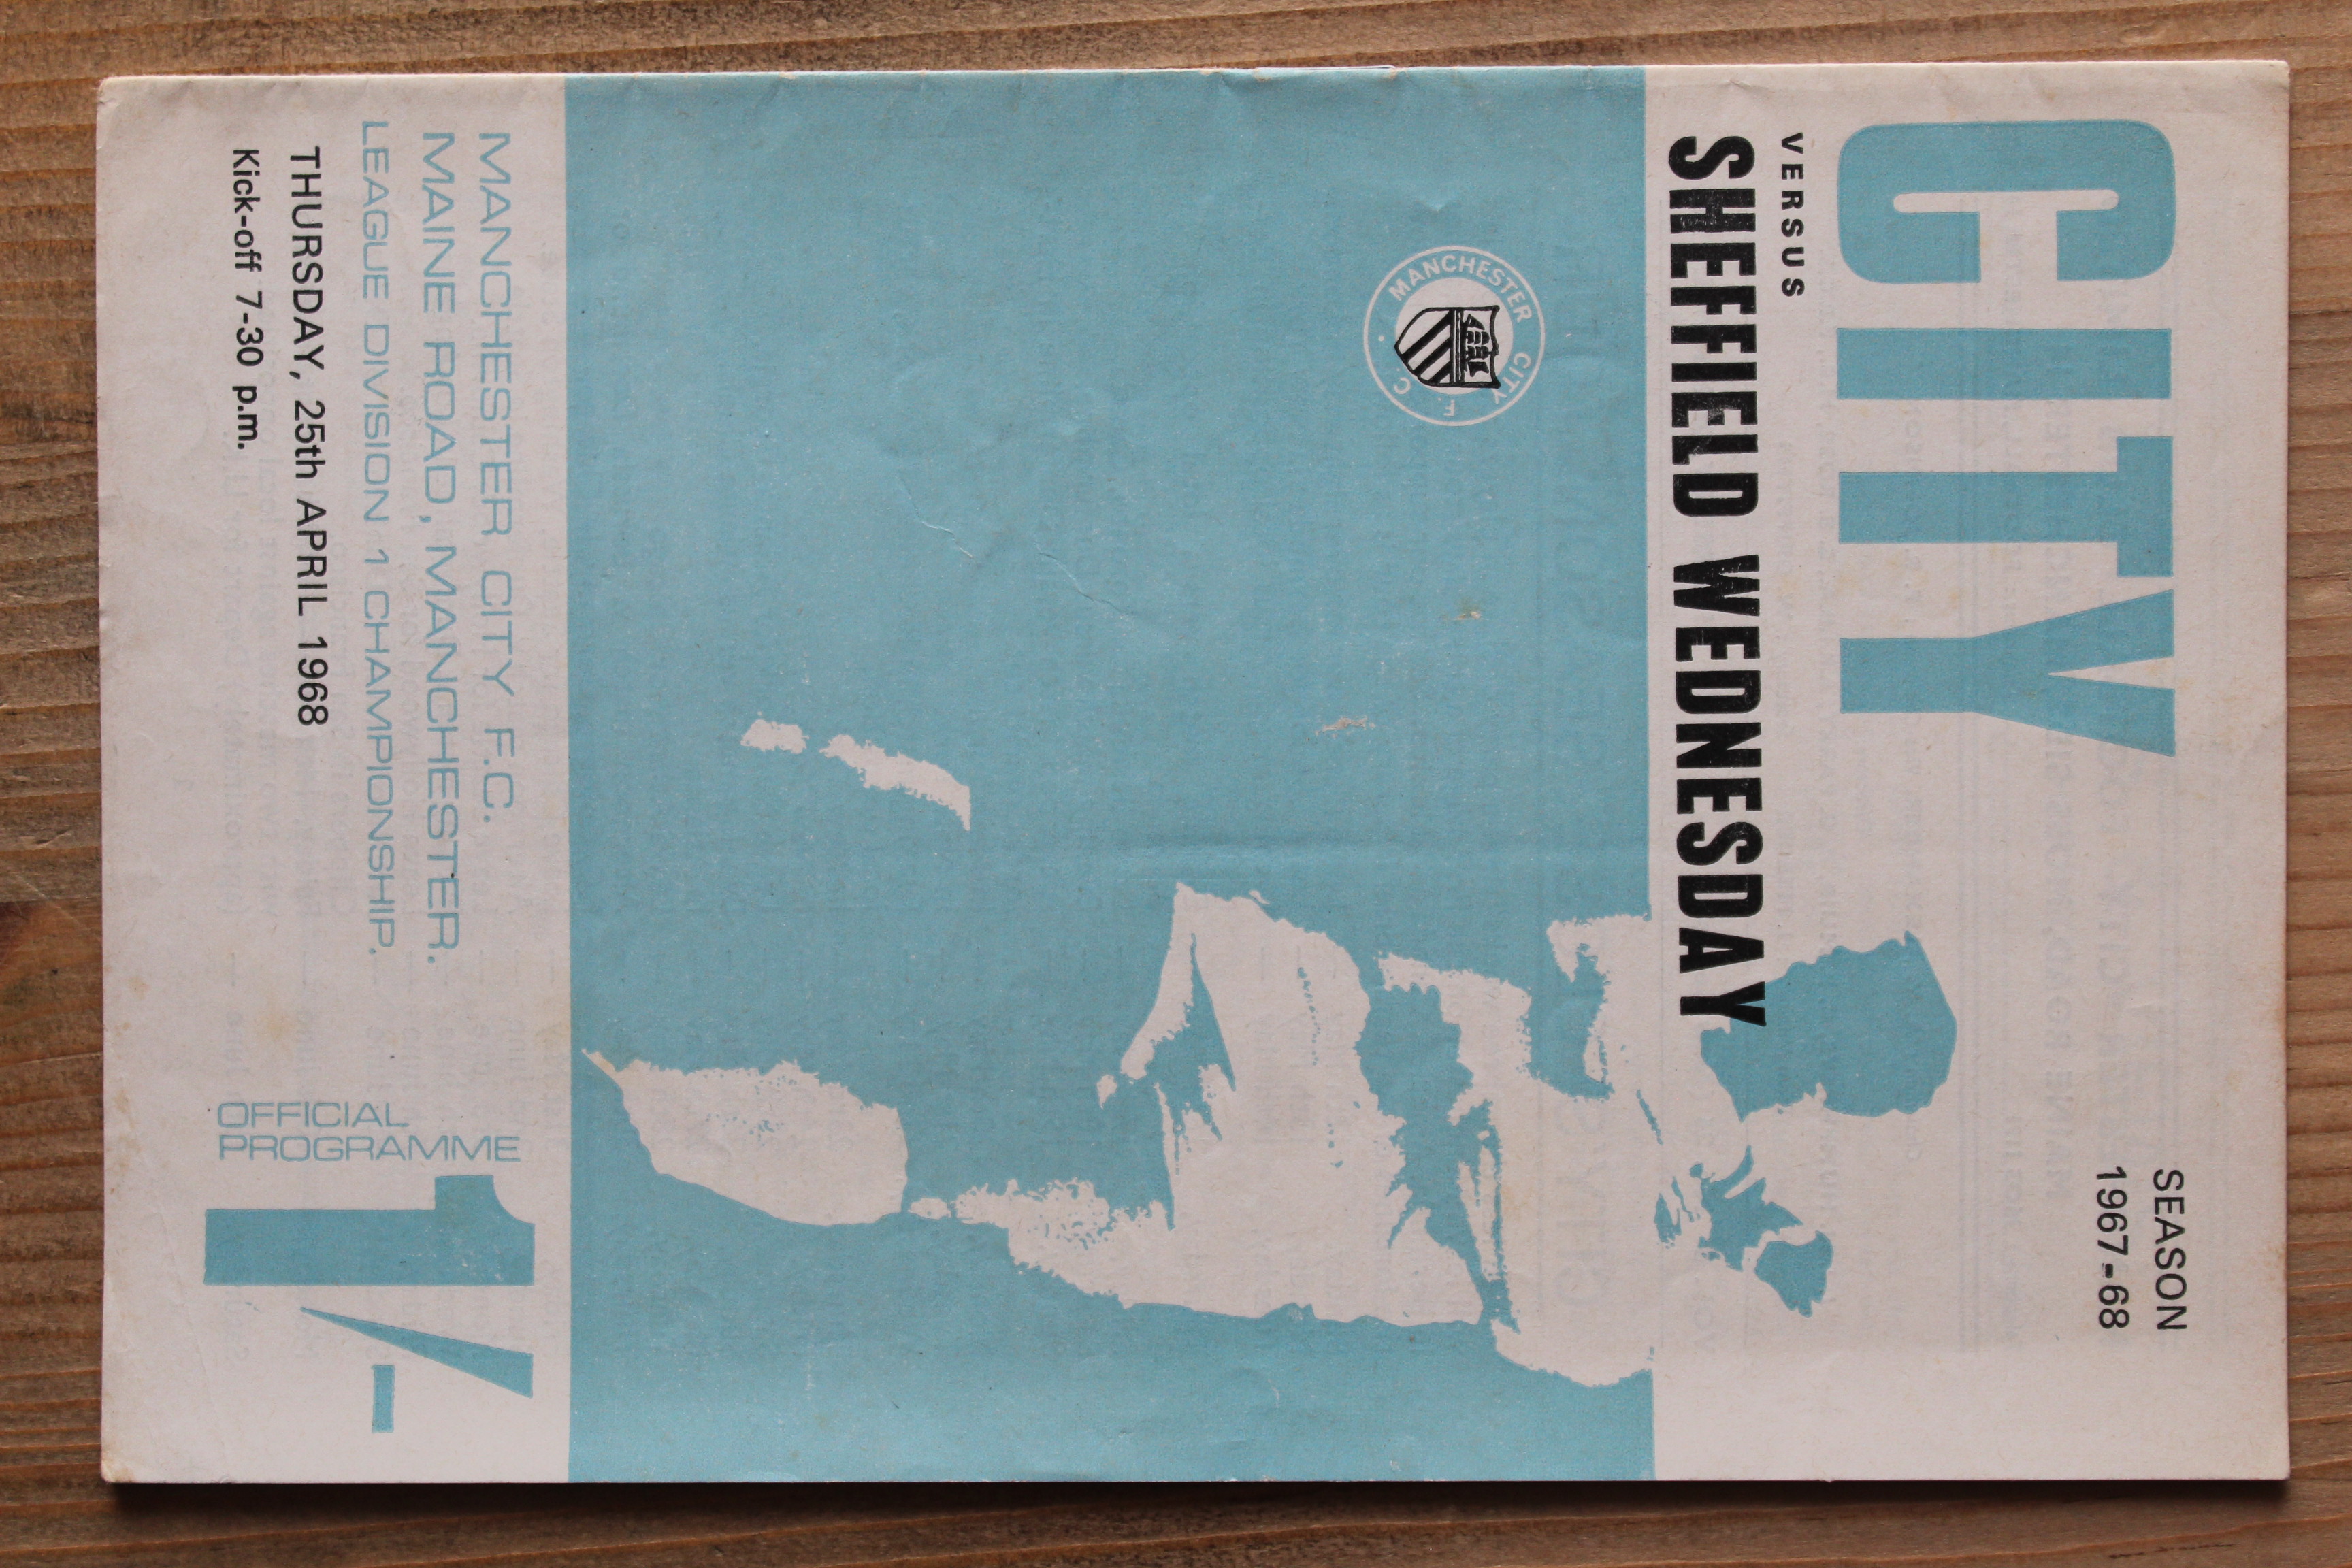 CITY
SEASON
1967-68
VERSUS
SHEFFIELD WEDNESDAY
MANCHESTER CITY F. C.
MANCHESTER CITY F.C.
MAINE ROAD, MANCHESTER.
LEAGUE DIVISION 1 CHAMPIONSHIP.
THURSDAY, 25th APRIL 1968
Kick-off 7-30 p.m.
OFFICIAL
PROGRAMME
1/-